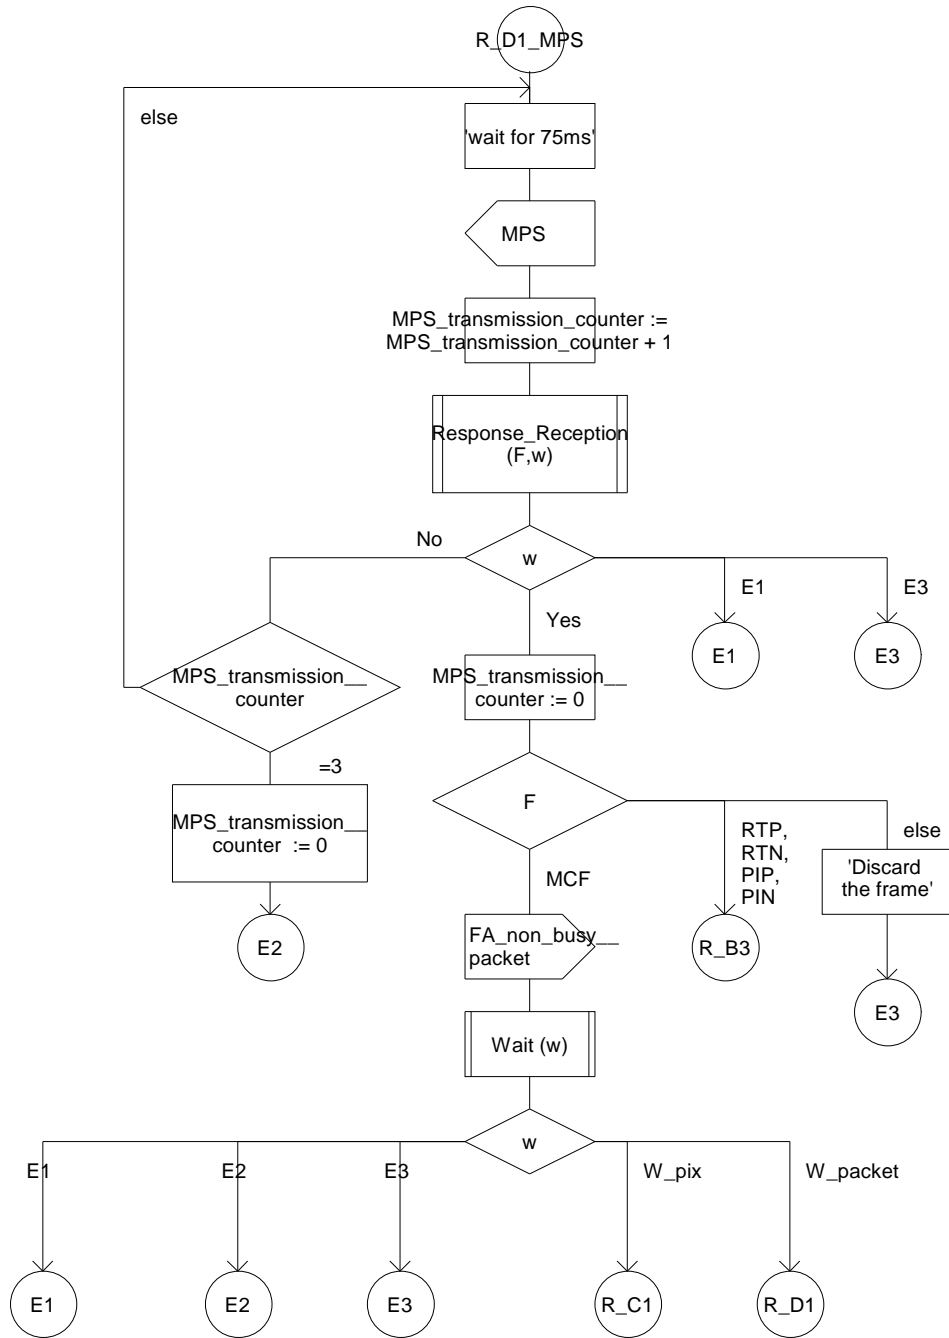 R_D1_MPS
else
'wait for 75ms'
MPS
MPS_transmission_counter :=
MPS_transmission_counter + 1
Response_Reception
(F,w)
No
w
E1
E3
Yes
E1
E3
MPS_transmission__
counter
MPS_transmission__
counter := 0
=3
F
MPS_transmission__
counter := 0
RTP,
RTN,
PIP,
PIN
else
MCF
'Discard
the frame'
E2
FA_non_busy__
packet
R_B3
E3
Wait (w)
w
E1
E2
E3
W_pix
W_packet
E1
E2
E3
R_C1
R_D1